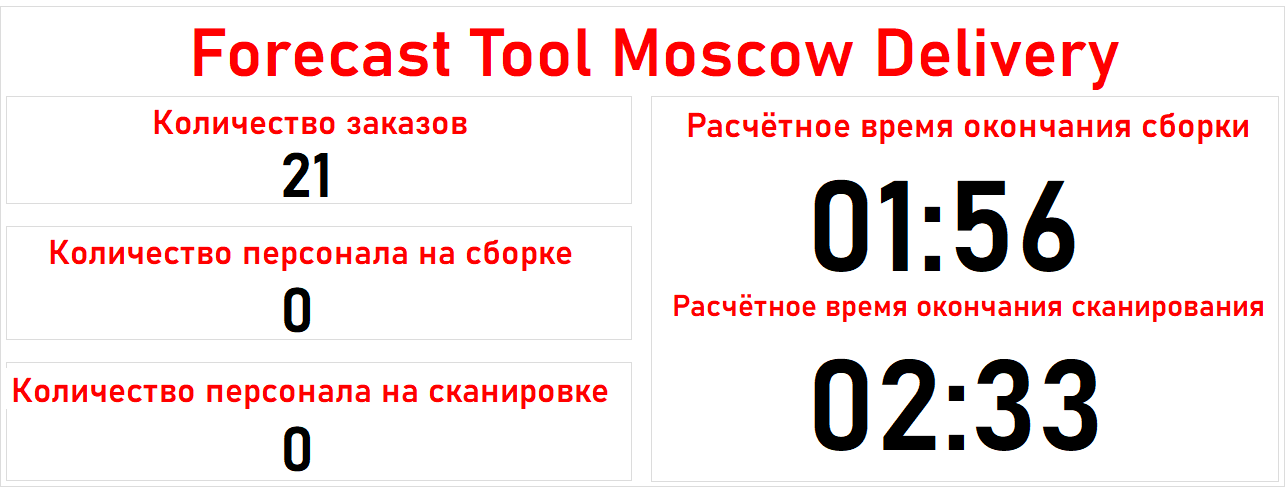 Forecast Tool Moscow Delivery
Количество заказов
21
Количество персонала на сборке
0
Количество персонала на сканировке
0
Расчётное время окончания сборки
01:56
Расчётное время окончания сканирования
02:33